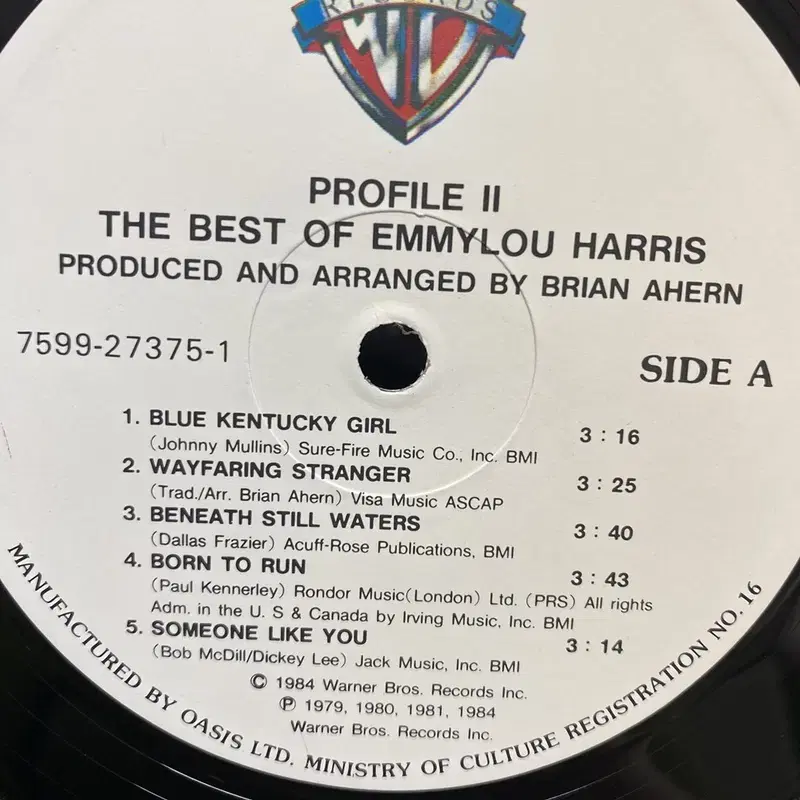 RECORDS
PROFILE II
THE BEST OF EMMYLOU HARRIS
PRODUCED AND ARRANGED BY BRIAN AHERN
7599-27375-1
SIDE A
1. BLUE KENTUCKY GIRL 3 : 16
(Johnny Mullins) Sure-Fire Music Co., Inc. BMI
2. WAYFARING STRANGER 3 : 25
(Trad./Arr. Brian Ahern) Visa Music ASCAP
3. BENEATH STILL WATERS 3 : 40
(Dallas Frazier) Acuff-Rose Publications, BMI
4. BORN TO RUN 3 : 43
(Paul Kennerley) Rondor Music(London) Ltd. (PRS) All rights
Adm. in the U. S & Canada by Irving Music, Inc. BMI
5. SOMEONE LIKE YOU 3 : 14
(Bob McDill/Dickey Lee) Jack Music, Inc. BMI
© 1984 Warner Bros. Records Inc.
℗ 1979, 1980, 1981, 1984
Warner Bros. Records Inc.
MANUFACTURED BY OASIS LTD. MINISTRY OF CULTURE REGISTRATION NO. 16